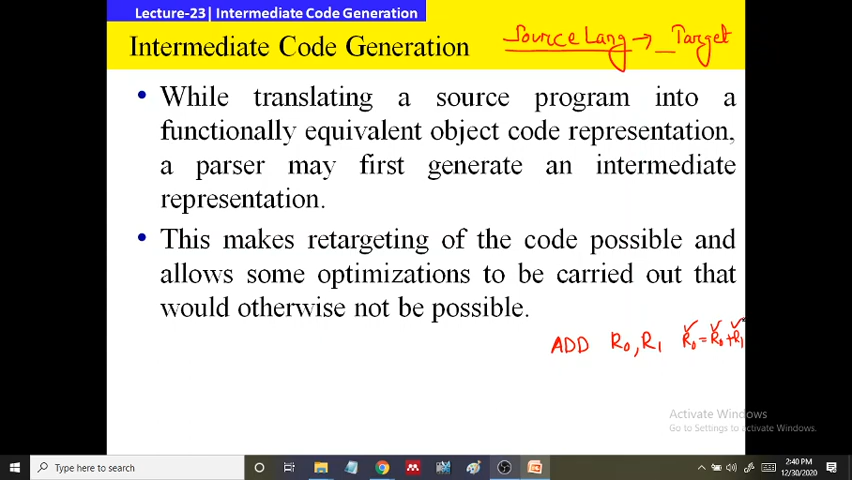 Lecture-23| Intermediate Code Generation
Intermediate Code Generation
Source Lang → Target
• While translating a source program into a
functionally equivalent object code representation,
a parser may first generate an intermediate
representation.
• This makes retargeting of the code possible and
allows some optimizations to be carried out that
would otherwise not be possible.
ADD R0, R1 R0 = R0 + R1
Activate Windows
Go to Settings to activate Windows.
Type here to search
2:40 PM
12/30/2020